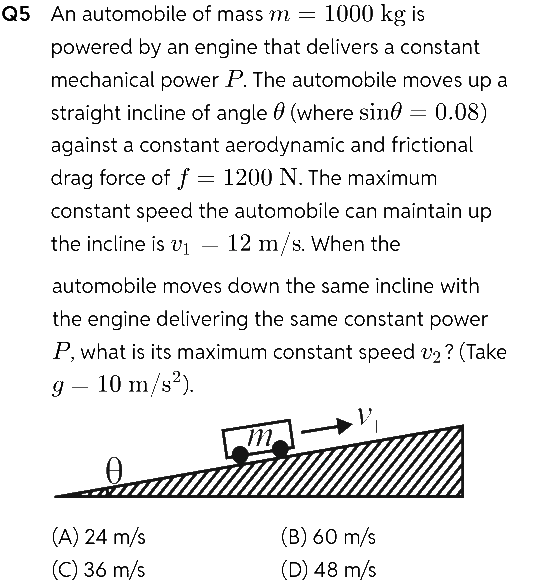 Q5 An automobile of mass m = 1000 kg is
powered by an engine that delivers a constant
mechanical power P. The automobile moves up a
straight incline of angle θ (where sinθ = 0.08)
against a constant aerodynamic and frictional
drag force of f = 1200 N. The maximum
constant speed the automobile can maintain up
the incline is v₁ − 12 m/s. When the
automobile moves down the same incline with
the engine delivering the same constant power
P, what is its maximum constant speed v₂? (Take
g − 10 m/s²).
m
V₁
θ
(A) 24 m/s (B) 60 m/s
(C) 36 m/s (D) 48 m/s